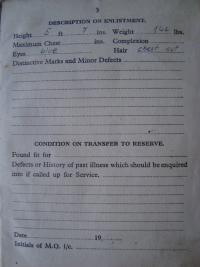 3
DESCRIPTION ON ENLISTMENT.
Height 5 ft 7 ins. Weight 142 lbs.
Maximum Chest ins. Complexion
Eyes Blue Hair
Distinctive Marks and Minor Defects
CONDITION ON TRANSFER TO RESERVE.
Found fit for
Defects or History of past illness which should be enquired
into if called up for Service.
Date 19
Initials of M.O. i/c.